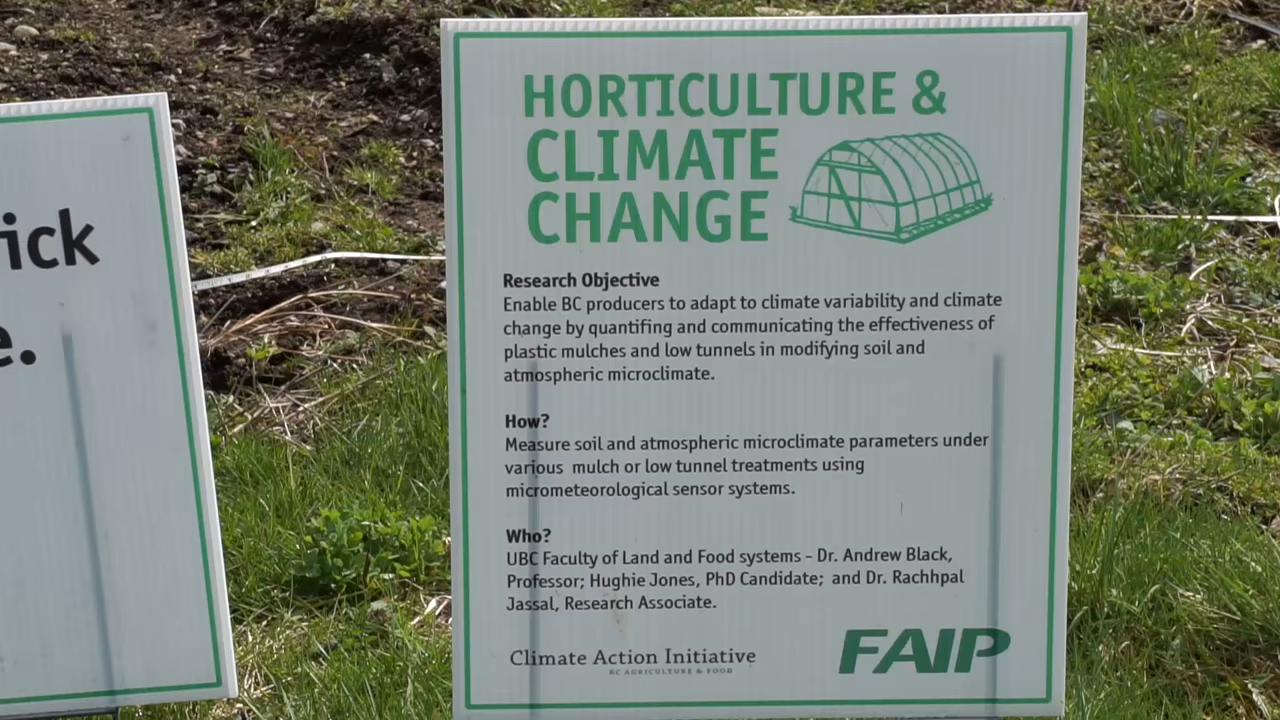 ick
e.
HORTICULTURE &
CLIMATE
CHANGE
Research Objective
Enable BC producers to adapt to climate variability and climate
change by quantifing and communicating the effectiveness of
plastic mulches and low tunnels in modifying soil and
atmospheric microclimate.
How?
Measure soil and atmospheric microclimate parameters under
various mulch or low tunnel treatments using
micrometeorological sensor systems.
Who?
UBC Faculty of Land and Food systems - Dr. Andrew Black,
Professor; Hughie Jones, PhD Candidate; and Dr. Rachhpal
Jassal, Research Associate.
Climate Action Initiative
BC AGRICULTURE & FOOD
FAIP